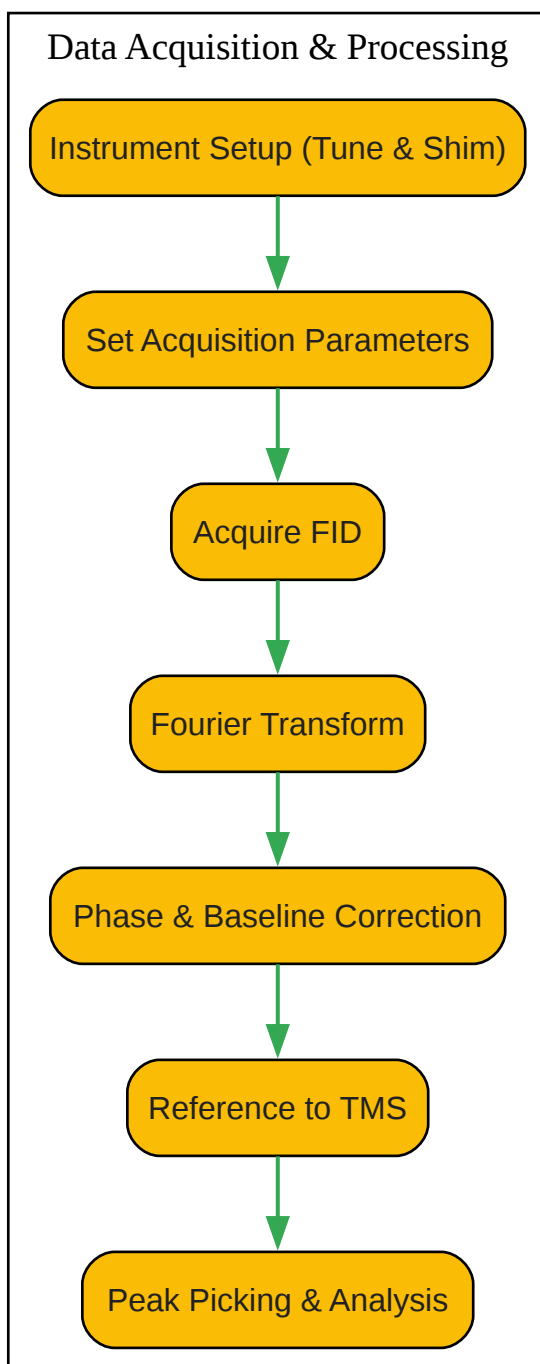 Data Acquisition & Processing
Instrument Setup (Tune & Shim)
Set Acquisition Parameters
Acquire FID
Fourier Transform
Phase & Baseline Correction
Reference to TMS
Peak Picking & Analysis